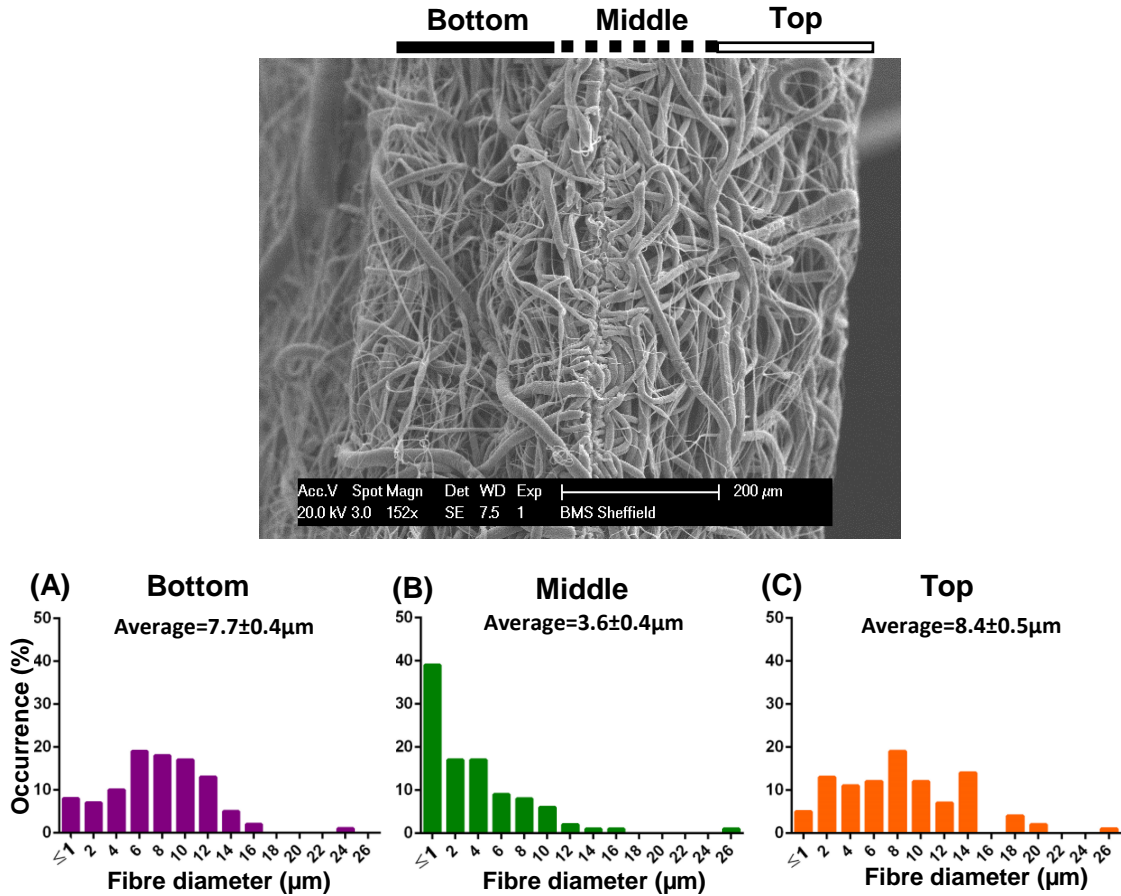 Bottom Middle Top
Acc.V Spot Magn Det WD Exp 200 µm
20.0 kV 3.0 152x SE 7.5 1 BMS Sheffield
(A) Bottom (B) Middle (C) Top
Average=7.7±0.4µm Average=3.6±0.4µm Average=8.4±0.5µm
Occurrence (%)
50 50 50
40 40 40
30 30 30
20 20 20
10 10 10
0 0 0
≤1 2 4 6 8 10 12 14 16 18 20 22 24 26 ≤1 2 4 6 8 10 12 14 16 18 20 22 24 26 ≤1 2 4 6 8 10 12 14 16 18 20 22 24 26
Fibre diameter (µm) Fibre diameter (µm) Fibre diameter (µm)